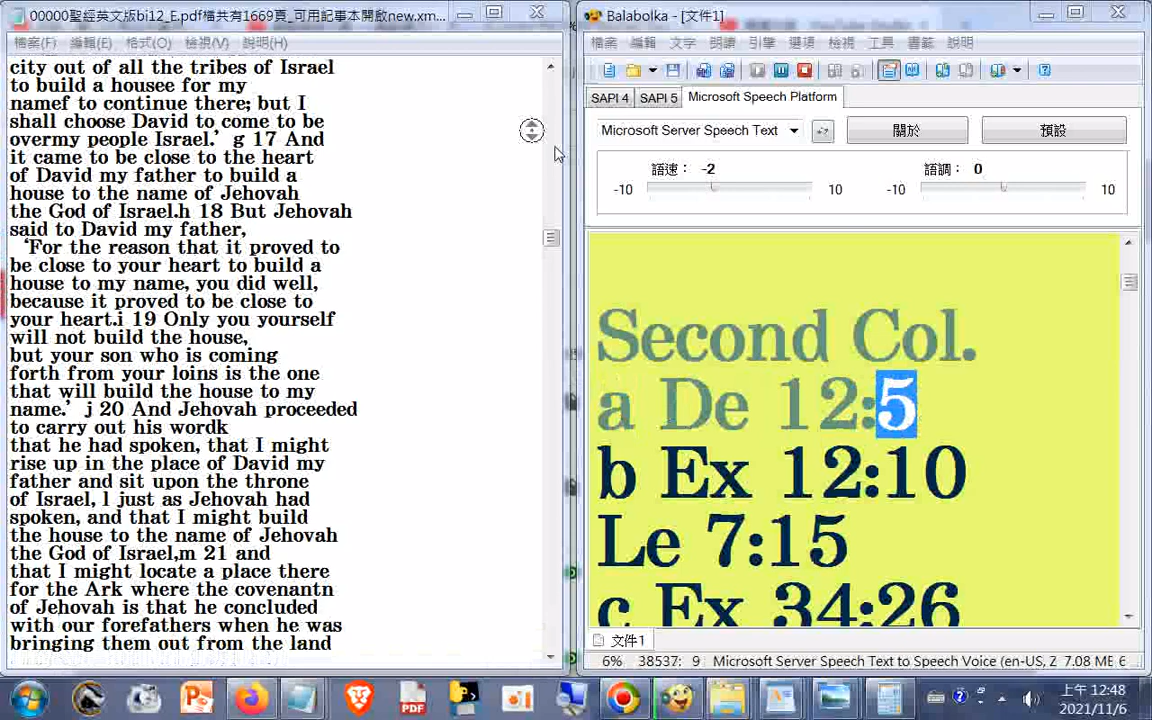 00000聖經英文版bi12_E.pdf檔共有1669頁_可用記事本開啟new.xm...
檔案(F) 編輯(E) 格式(O) 檢視(V) 說明(H)
city out of all the tribes of Israel
to build a housee for my
namef to continue there; but I
shall choose David to come to be
overmy people Israel.’ g 17 And
it came to be close to the heart
of David my father to build a
house to the name of Jehovah
the God of Israel.h 18 But Jehovah
said to David my father,
‘For the reason that it proved to
be close to your heart to build a
house to my name, you did well,
because it proved to be close to
your heart.i 19 Only you yourself
will not build the house,
but your son who is coming
forth from your loins is the one
that will build the house to my
name.’ j 20 And Jehovah proceeded
to carry out his wordk
that he had spoken, that I might
rise up in the place of David my
father and sit upon the throne
of Israel, l just as Jehovah had
spoken, and that I might build
the house to the name of Jehovah
the God of Israel,m 21 and
that I might locate a place there
for the Ark where the covenantn
of Jehovah is that he concluded
with our forefathers when he was
bringing them out from the land
Balabolka - [文件1]
檔案 編輯 文字 朗讀 引擎 選項 檢視 工具 書籤 說明
SAPI 4 SAPI 5 Microsoft Speech Platform
Microsoft Server Speech Text 關於 預設
語速： -2 語調： 0
-10 10 -10 10
Second Col.
a De 12:5
b Ex 12:10
Le 7:15
c Ex 34:26
文件1
6% 38537: 9 Microsoft Server Speech Text to Speech Voice (en-US, Z 7.08 ME 6
上午 12:48
2021/11/6